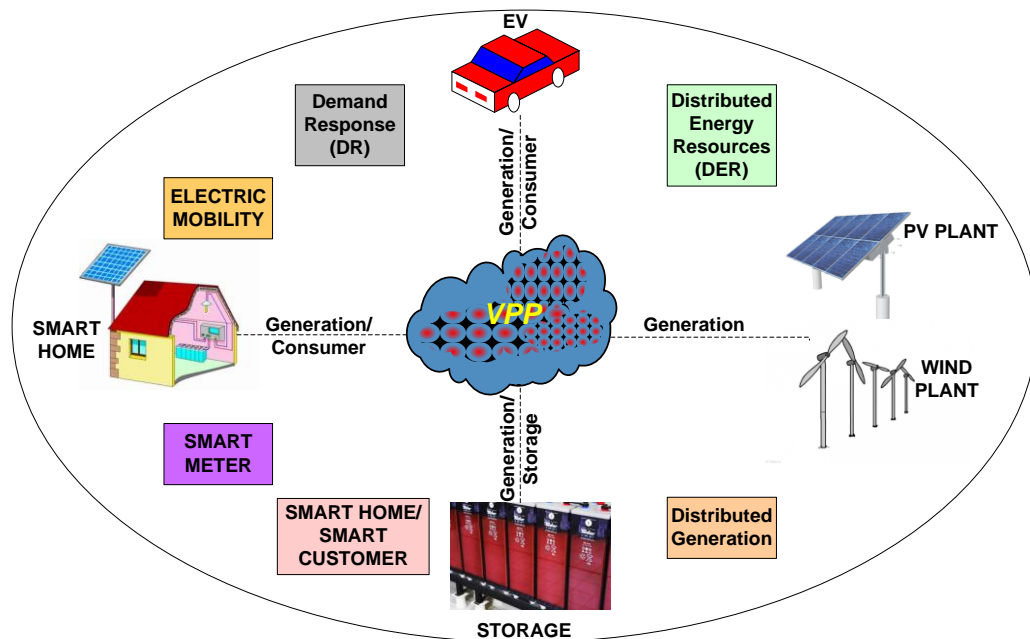 EV
Demand
Response
(DR)
Distributed
Energy
Resources
(DER)
Generation/
Consumer
ELECTRIC
MOBILITY
PV PLANT
VPP
SMART
HOME
Generation/
Consumer
Generation
WIND
PLANT
SMART
METER
Generation/
Storage
SMART HOME/
SMART
CUSTOMER
Distributed
Generation
STORAGE